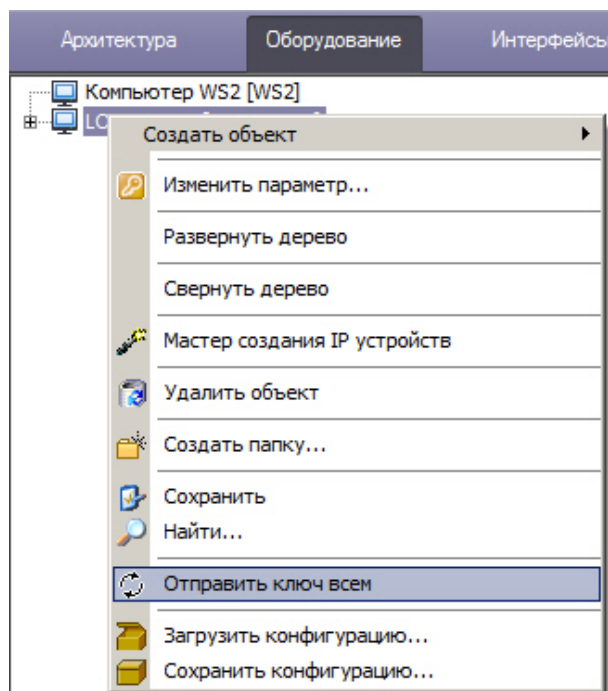 Архитектура Оборудование Интерфейсы
Компьютер WS2 [WS2]
Создать объект
Изменить параметр...
Развернуть дерево
Свернуть дерево
Мастер создания IP устройств
Удалить объект
Создать папку...
Сохранить
Найти...
Отправить ключ всем
Загрузить конфигурацию...
Сохранить конфигурацию...